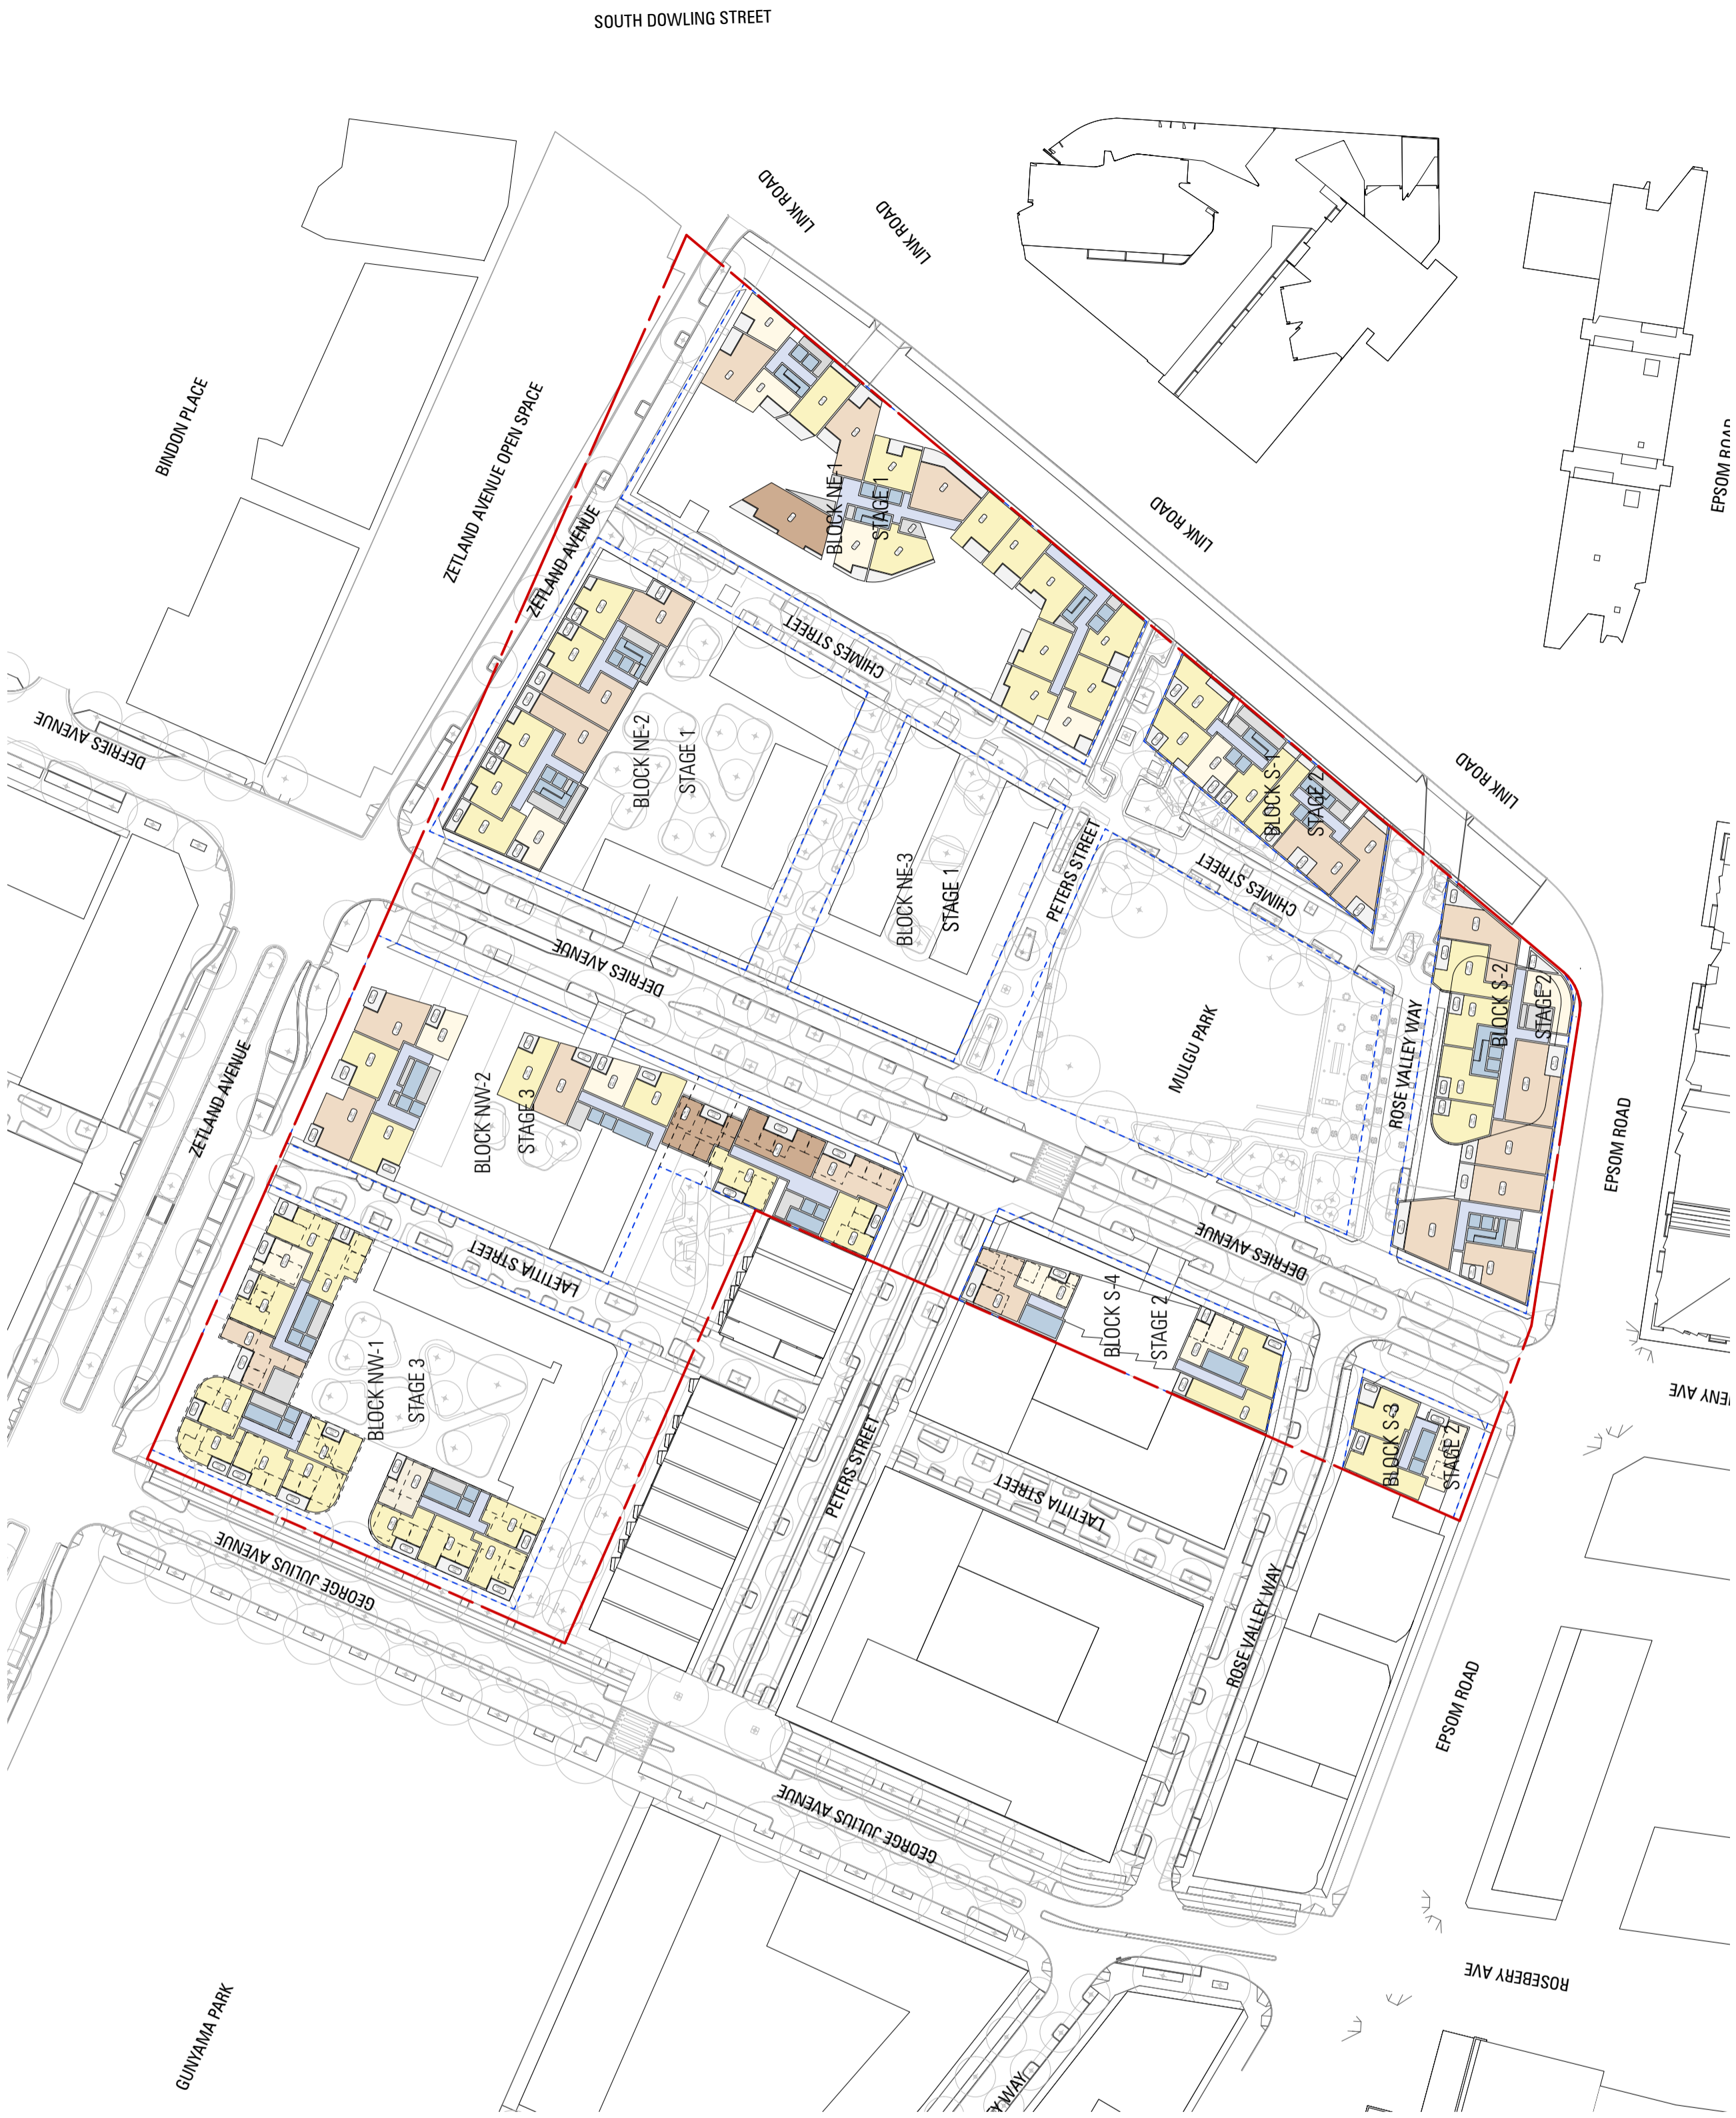 SOUTH DOWLING STREET
LINK ROAD
LINK ROAD
BINDON PLACE
ZETLAND AVENUE OPEN SPACE
EPSOM ROAD
LINK ROAD
BLOCK NE-1
STAGE 1
ZETLAND AVENUE
CHIMES STREET
DEFRIES AVENUE
BLOCK NE-2
STAGE 1
LINK ROAD
BLOCK S-1
STAGE 2
PETERS STREET
CHIMES STREET
BLOCK NE-3
STAGE 1
DEFRIES AVENUE
BLOCK S-2
STAGE 2
MULGU PARK
ROSE VALLEY WAY
ZETLAND AVENUE
BLOCK NW-2
STAGE 3
EPSOM ROAD
LAETITIA STREET
DEFRIES AVENUE
BLOCK S-4
STAGE 2
BLOCK NW-1
STAGE 3
ENY AVE
BLOCK S-3
STAGE 2
PETERS STREET
LAETITIA STREET
GEORGE JULIUS AVENUE
ROSE VALLEY WAY
EPSOM ROAD
GEORGE JULIUS AVENUE
ROSEBERY AVE
GUNYAMA PARK
Y WAY